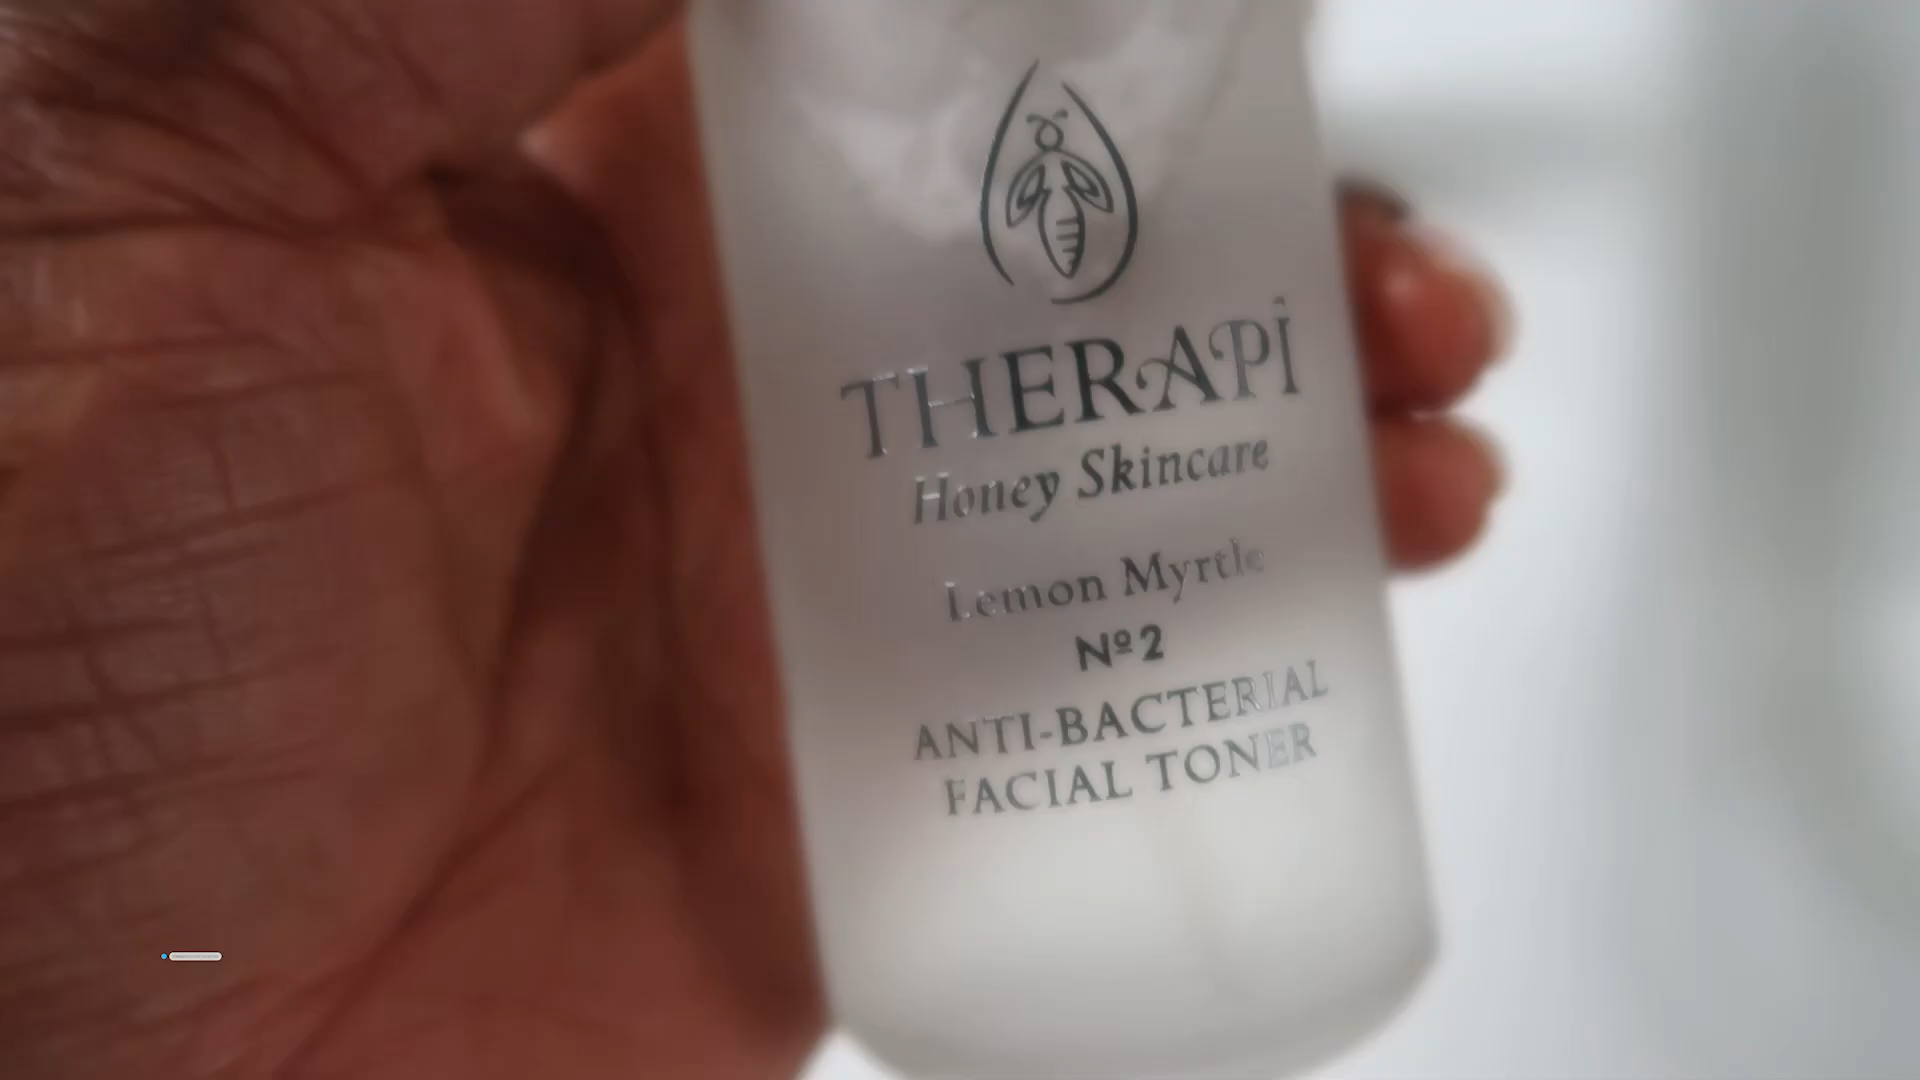 THERAPi
Honey Skincare
Lemon Myrtle
Nº2
ANTI-BACTERIAL
FACIAL TONER